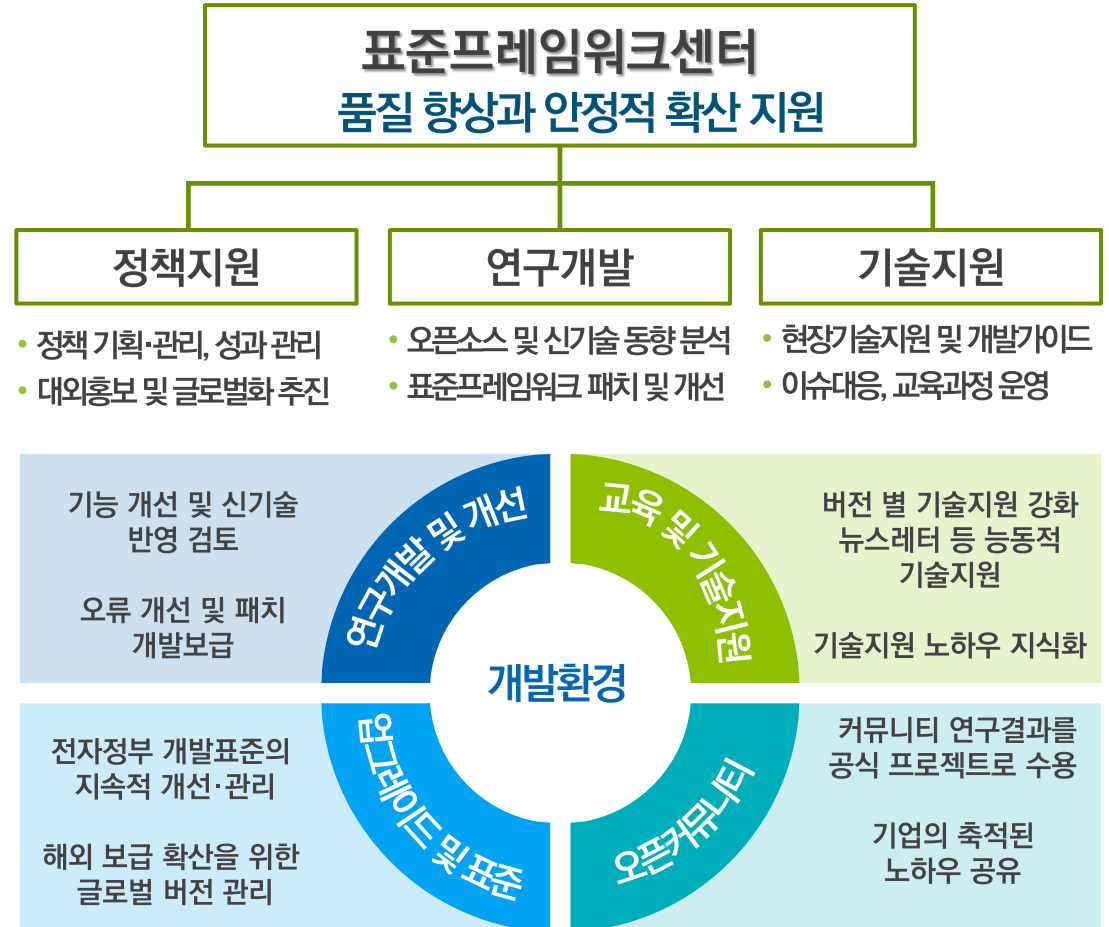 표준프레임워크센터
품질 향상과 안정적 확산 지원
정책지원
• 정책 기획·관리, 성과 관리
• 대외홍보 및 글로벌화 추진
연구개발
• 오픈소스 및 신기술 동향 분석
• 표준프레임워크 패치 및 개선
기술지원
• 현장기술지원 및 개발가이드
• 이슈대응, 교육과정 운영
기능 개선 및 신기술
반영 검토
오류 개선 및 패치
개발보급
연구개발 및 개선
교육 및 기술지원
버전 별 기술지원 강화
뉴스레터 등 능동적
기술지원
기술지원 노하우 지식화
개발환경
전자정부 개발표준의
지속적 개선·관리
해외 보급 확산을 위한
글로벌 버전 관리
업그레이드 및 표준
오픈커뮤니티
커뮤니티 연구결과를
공식 프로젝트로 수용
기업의 축적된
노하우 공유